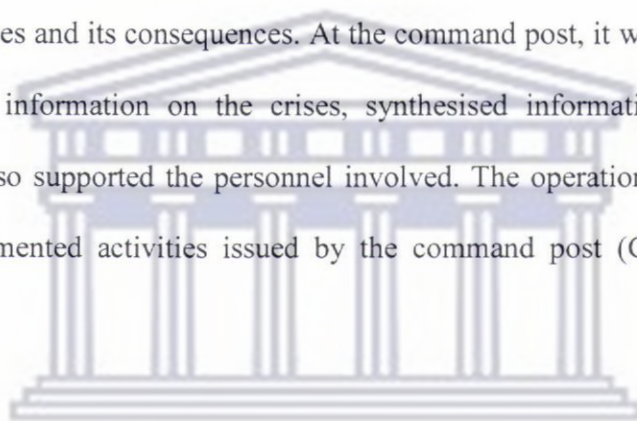 es and its consequences. At the command post, it w
information on the crises, synthesised informati
so supported the personnel involved. The operation
mented activities issued by the command post (C